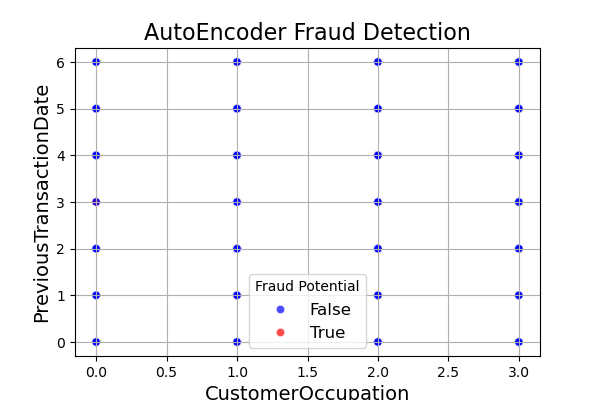 AutoEncoder Fraud Detection
PreviousTransactionDate
6
5
4
3
2
1
0
Fraud Potential
False
True
0.0 0.5 1.0 1.5 2.0 2.5 3.0
CustomerOccupation